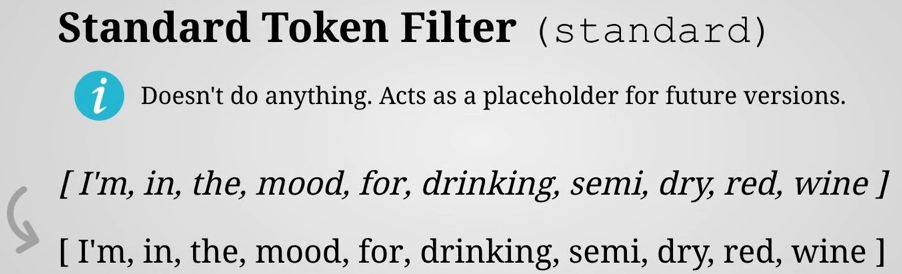 Standard Token Filter (standard)
i Doesn't do anything. Acts as a placeholder for future versions.
[ I'm, in, the, mood, for, drinking, semi, dry, red, wine ]
[ I'm, in, the, mood, for, drinking, semi, dry, red, wine ]